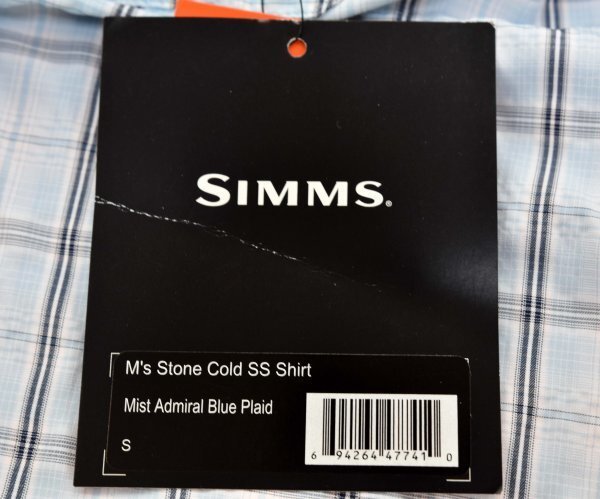 SIMMS®
M's Stone Cold SS Shirt
Mist Admiral Blue Plaid
S
6 94264 47741 0